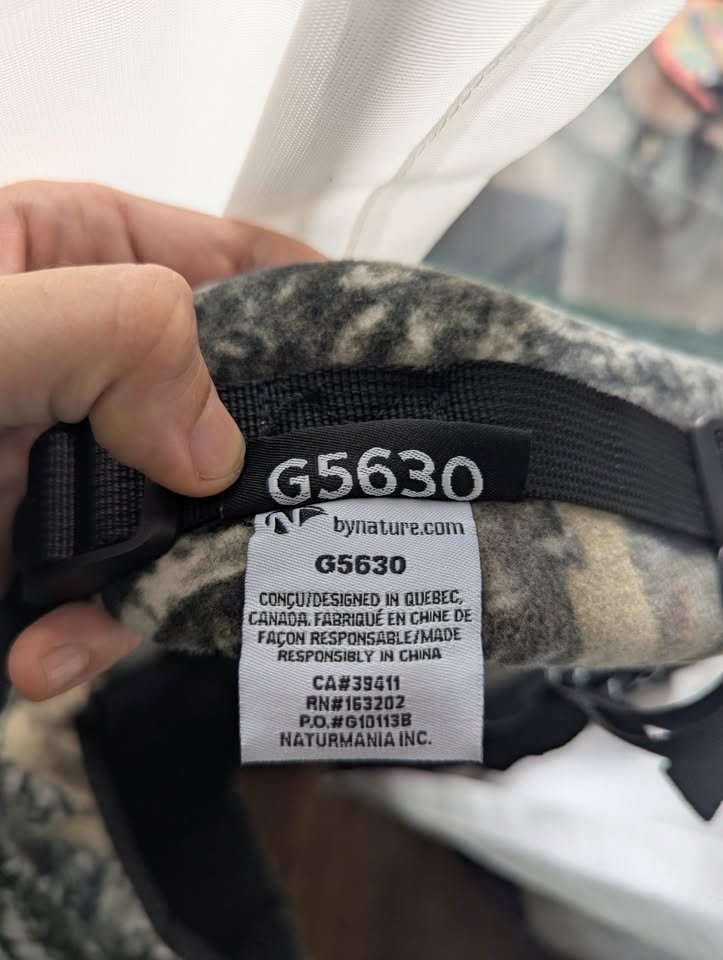 G5630
bynature.com
G5630
CONÇU/DESIGNED IN QUEBEC,
CANADA. FABRIQUÉ EN CHINE DE
FAÇON RESPONSABLE/MADE
RESPONSIBLY IN CHINA
CA#39411
RN#163202
P.O.#G10113B
NATURMANIA INC.